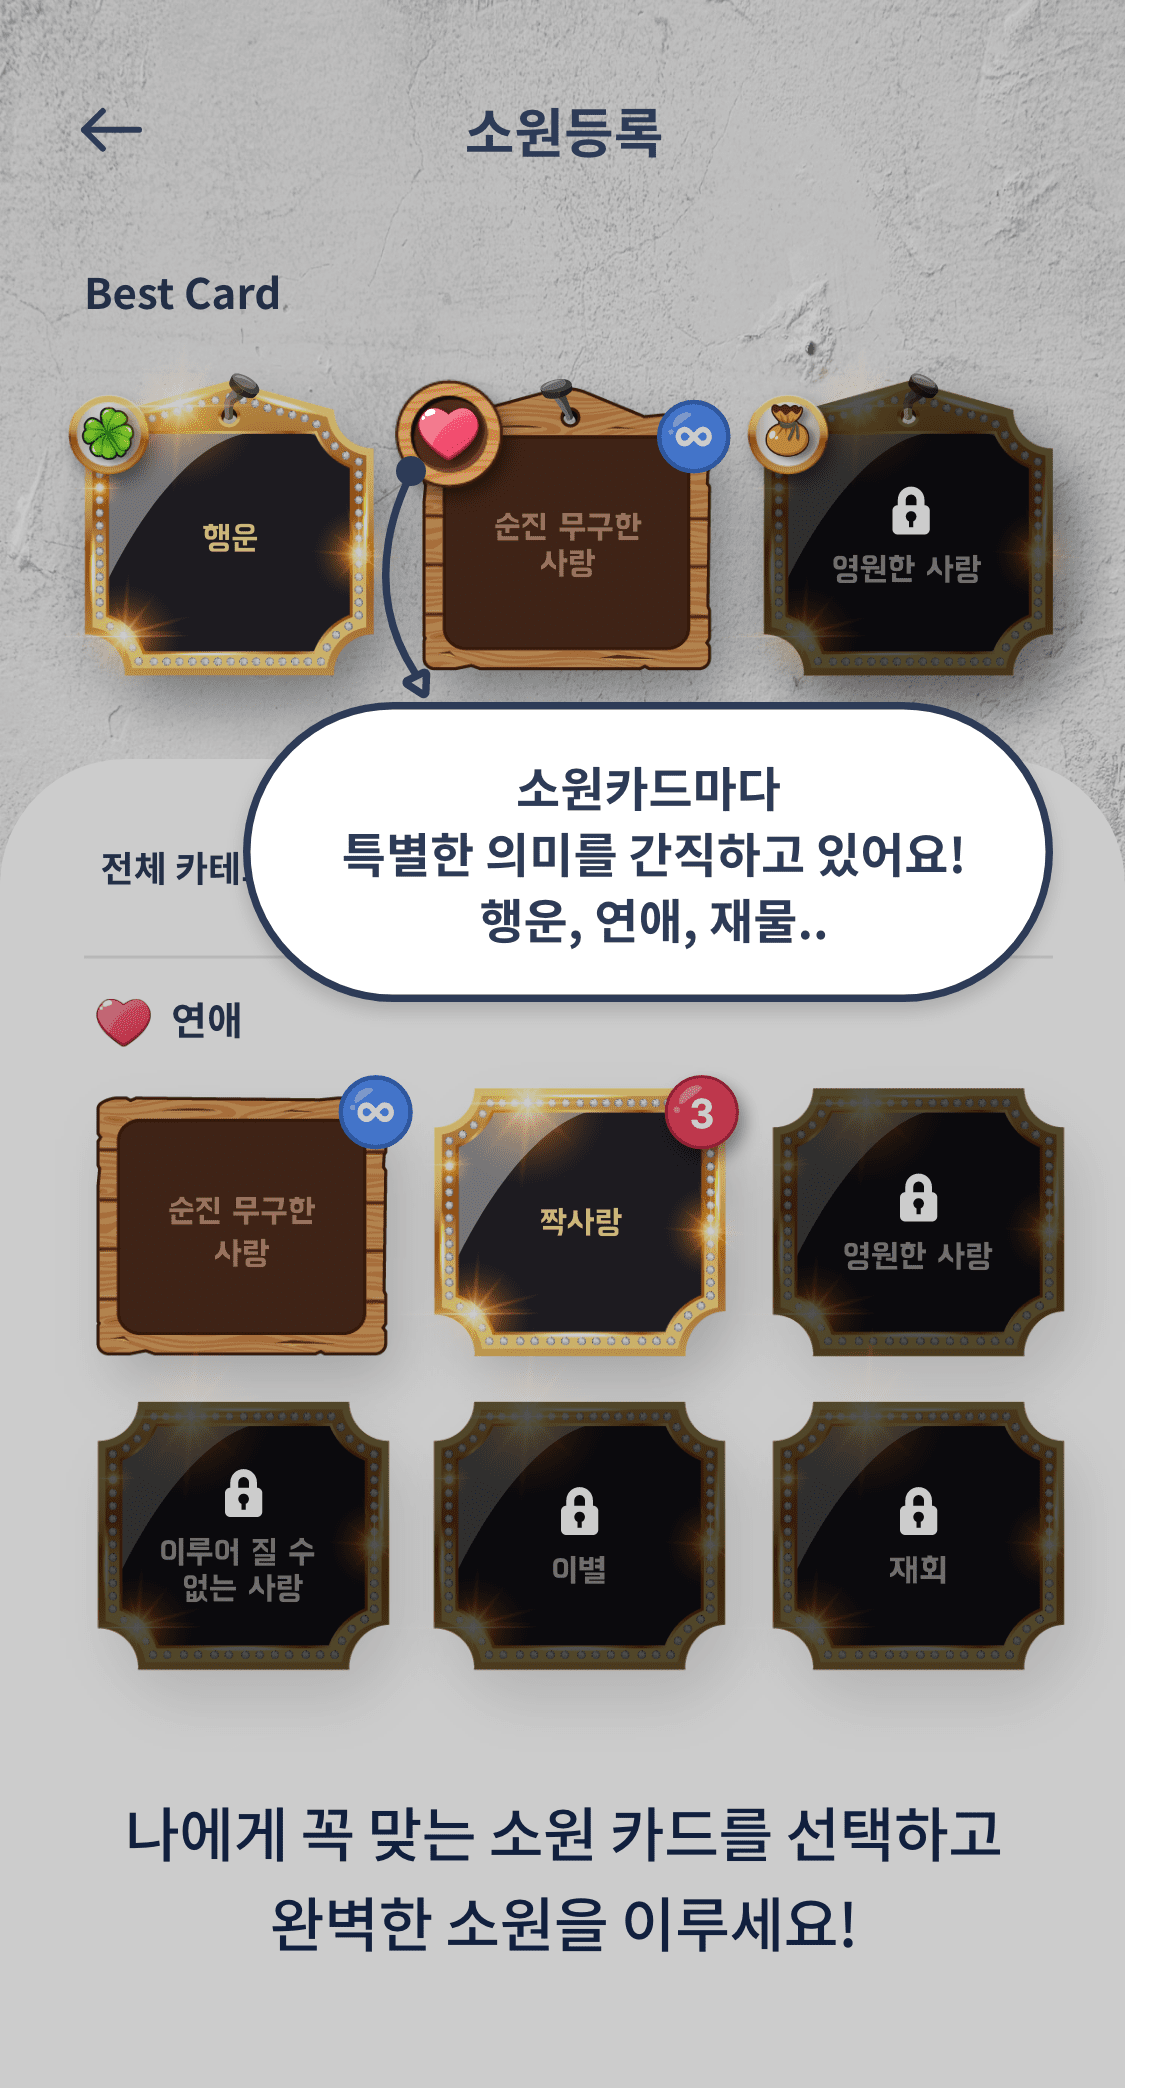 소원등록
Best Card
행운
∞
순진 무구한
사랑
영원한 사랑
소원카드마다
특별한 의미를 간직하고 있어요!
행운, 연애, 재물..
전체
연애
∞
순진 무구한
사랑
3
짝사랑
영원한 사랑
이루어 질 수
없는 사랑
이별
재회
나에게 꼭 맞는 소원 카드를 선택하고
완벽한 소원을 이루세요!